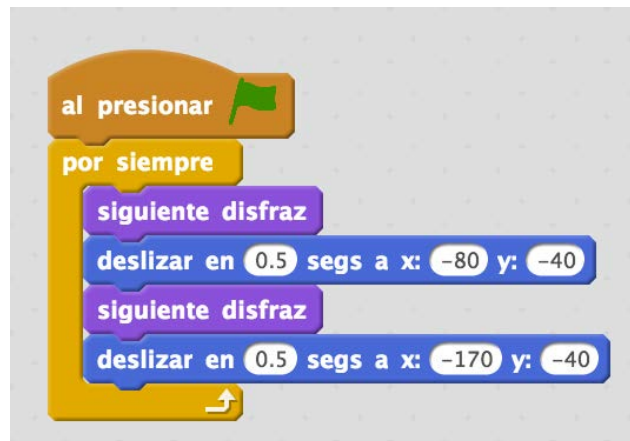 al presionar
por siempre
siguiente disfraz
deslizar en 0.5 segs a x: -80 y: -40
siguiente disfraz
deslizar en 0.5 segs a x: -170 y: -40